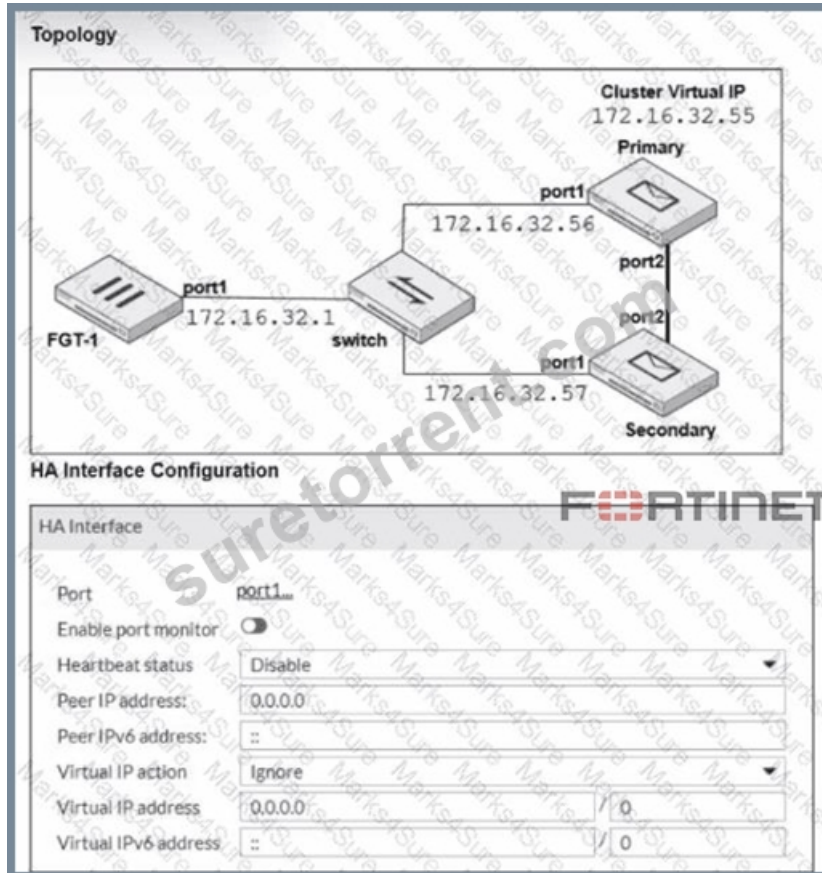 Topology
Cluster Virtual IP
172.16.32.55
Primary
port1
172.16.32.56
port2
port1
172.16.32.1
FGT-1
switch
port2
port1
172.16.32.57
Secondary
HA Interface Configuration
FORTINET
HA Interface
Port port1...
Enable port monitor
Heartbeat status Disable
Peer IP address: 0.0.0.0
Peer IPv6 address: ::
Virtual IP action Ignore
Virtual IP address 0.0.0.0 / 0
Virtual IPv6 address :: / 0
suretorrent.com
Marks4Sure